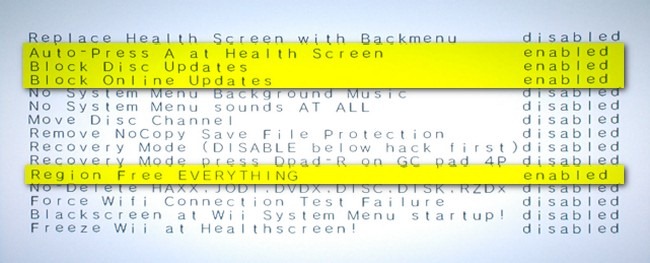 Replace Health Screen with Backmenu disabled
Auto-Press A at Health Screen enabled
Block Disc Updates enabled
Block Online Updates enabled
No System Menu Background Music disabled
No System Menu sounds AT ALL disabled
Move Disc Channel disabled
Remove NoCopy Save File Protection disabled
Recovery Mode (DISABLE below hack first)disabled
Recovery Mode press Dpad-R on GC pad 4P disabled
Region Free EVERYTHING enabled
No-Delete HAXX,JODI,DVDX,DISC,DISK,RZDx disabled
Force Wifi Connection Test Failure disabled
Blackscreen at Wii System Menu startup! disabled
Freeze Wii at Healthscreen! disabled